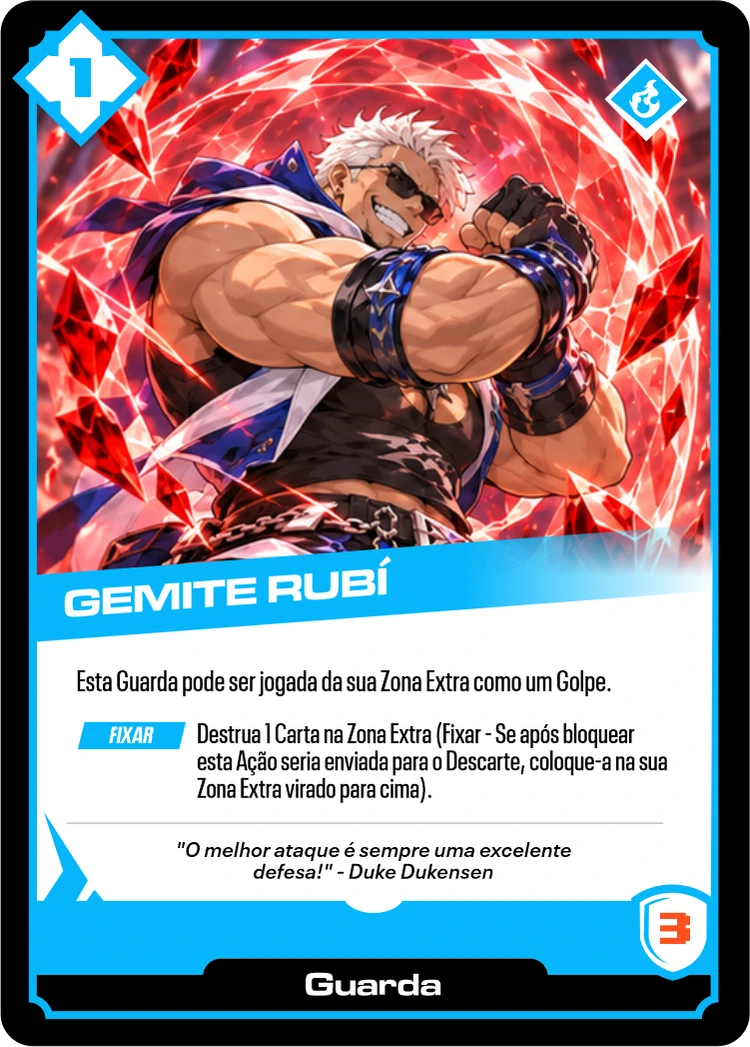 1
GEMITE RUBÍ
Esta Guarda pode ser jogada da sua Zona Extra como um Golpe.
FIXAR Destrua 1 Carta na Zona Extra (Fixar - Se após bloquear
esta Ação seria enviada para o Descarte, coloque-a na sua
Zona Extra virado para cima).
"O melhor ataque é sempre uma excelente
defesa!" - Duke Dukensen
3
Guarda